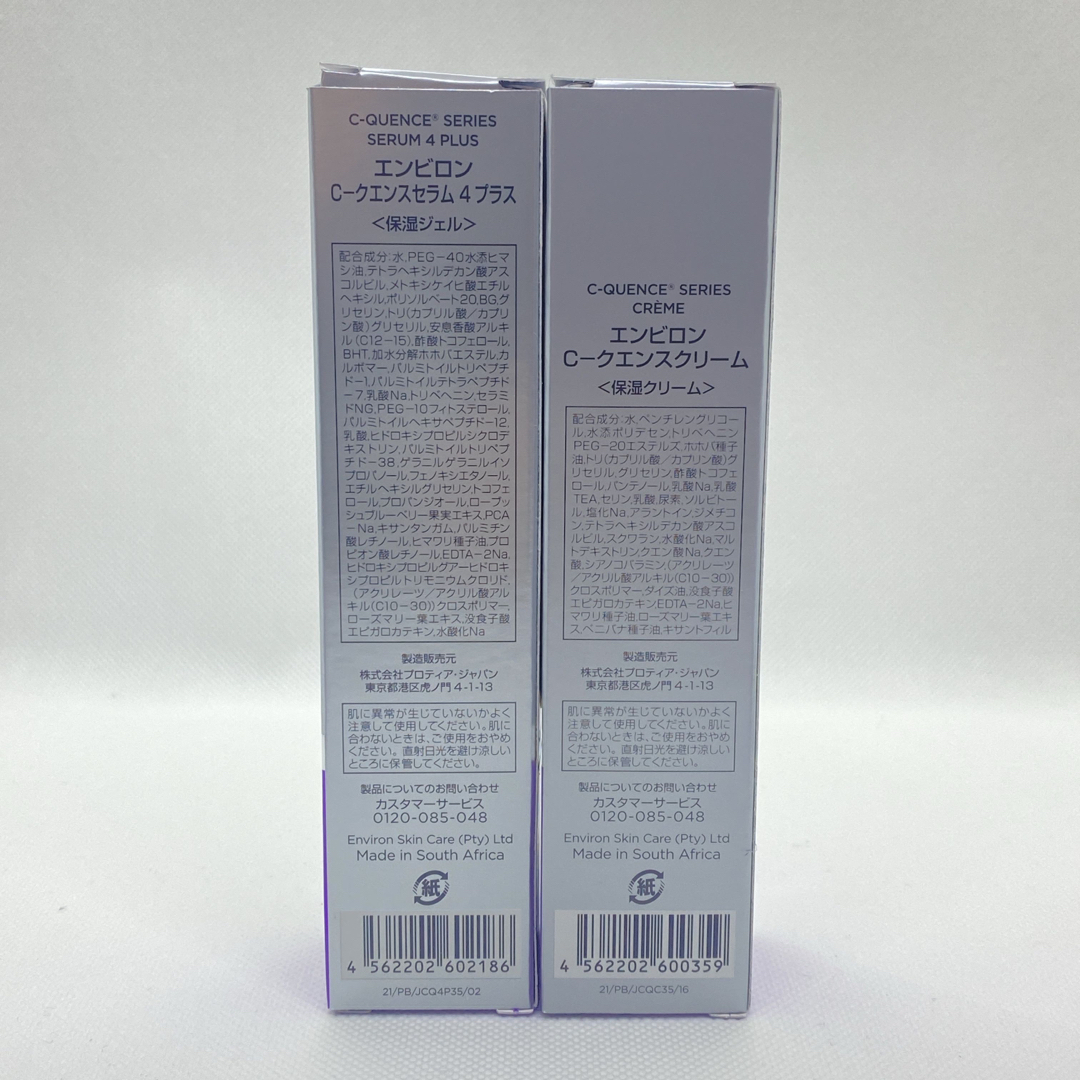 C-QUENCE® SERIES
SERUM 4 PLUS
エンビロン
C-クエンスセラム 4 プラス
<保湿ジェル>
配合成分:水,PEG-40水添ヒマ
シ油,テトラヘキシルデカン酸アス
コルビル,メトキシケイヒ酸エチル
ヘキシル,ポリソルベート20,BG,グ
リセリン,トリ(カプリル酸/カプリ
ン酸)グリセリル,安息香酸アルキ
ル(C12-15),酢酸トコフェロール,
BHT,加水分解ホホバエステル,カ
ルボマー,パルミトイルトリペプチ
ド-1,パルミトイルテトラペプチド
-7,乳酸Na,トリベヘニン,セラミ
ドNG,PEG-10フィトステロール,
パルミトイルヘキサペプチド-12,
乳酸,ヒドロキシプロピルシクロデ
キストリン,パルミトイルトリペプ
チド-38,ゲラニルゲラニルイソ
プロパノール,フェノキシエタノール,
エチルヘキシルグリセリントコフェ
ロール,プロパンジオール,ローブッ
シュブルーベリー果実エキス,PCA
-Na,キサンタンガム,パルミチン
酸レチノール,ヒマワリ種子油,プロ
ピオン酸レチノール,EDTA-2Na,
ヒドロキシプロピルグアーヒドロキ
シプロピルトリモニウムクロリド,
(アクリレーツ/アクリル酸アル
キル(C10-30))クロスポリマー,
ローズマリー葉エキス,没食子酸
エピガロカテキン,水酸化Na
製造販売元
株式会社プロティア・ジャパン
東京都港区虎ノ門 4-1-13
肌に異常が生じていないかよく
注意して使用してください。肌に
合わないときは、ご使用をおやめ
ください。直射日光を避け涼しい
ところに保管してください。
製品についてのお問い合わせ
カスタマーサービス
0120-085-048
Environ Skin Care (Pty) Ltd
Made in South Africa
紙
4 562202 602186
21/PB/JCQ4P35/02
C-QUENCE® SERIES
CRÈME
エンビロン
C-クエンスクリーム
<保湿クリーム>
配合成分:水,ペンチレングリコー
ル,水添ポリデセン,トリベヘニン
PEG-20エステルズ,ホホバ種子
油,トリ(カプリル酸/カプリン酸)グ
リセリル,グリセリン,酢酸トコフェ
ロール,パンテノール,乳酸Na,乳酸
TEA,セリン,乳酸,尿素,ソルビトー
ル,塩化Na,アラントイン,ジメチコ
ン,テトラヘキシルデカン酸アスコ
ルビル,スクワラン,水酸化Na,マル
トデキストリン,クエン酸Na,クエン
酸,シアノコバラミン,(アクリレーツ
/アクリル酸アルキル(C10-30))
クロスポリマー,ダイズ油,没食子酸
エピガロカテキン,EDTA-2Na,ヒ
マワリ種子油,ローズマリー葉エキ
ス,ベニバナ種子油,キサントフィル
製造販売元
株式会社プロティア・ジャパン
東京都港区虎ノ門 4-1-13
肌に異常が生じていないかよく
注意して使用してください。肌に
合わないときは、ご使用をおやめ
ください。直射日光を避け涼しい
ところに保管してください。
製品についてのお問い合わせ
カスタマーサービス
0120-085-048
Environ Skin Care (Pty) Ltd
Made in South Africa
紙
4 562202 600359
21/PB/JCQC35/16